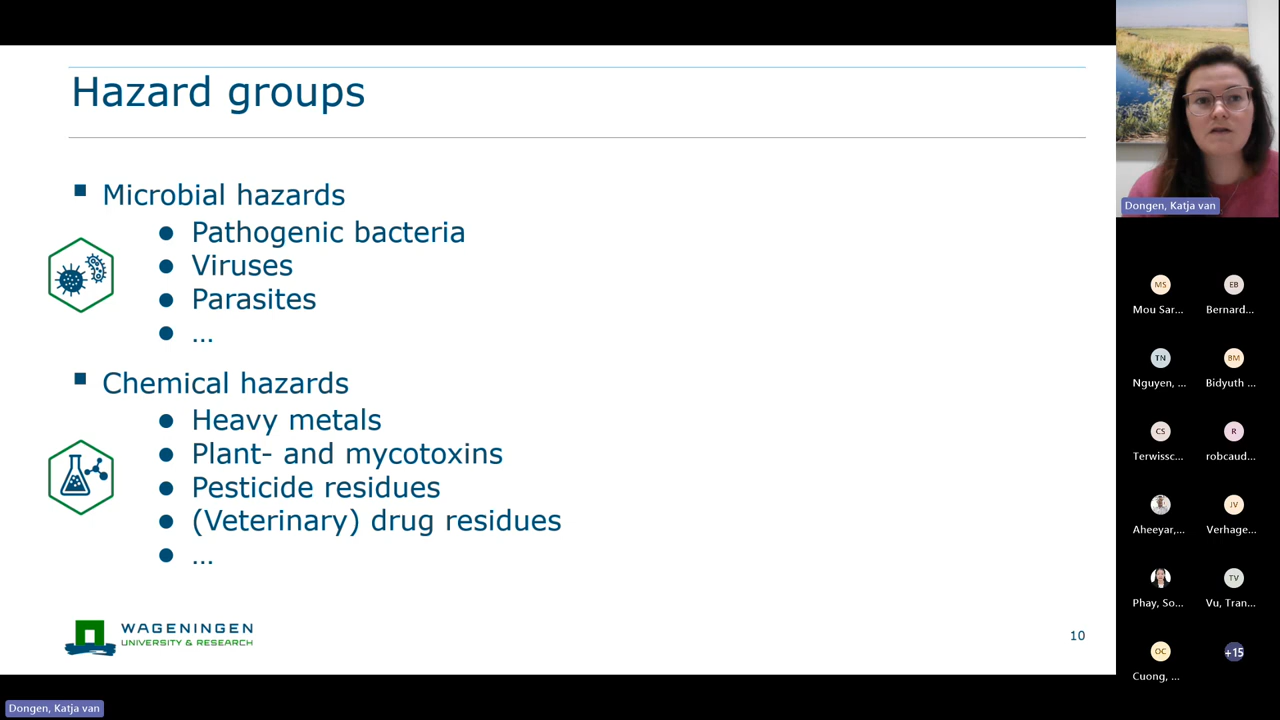 Hazard groups
Microbial hazards
Pathogenic bacteria
Viruses
Parasites
...
Chemical hazards
Heavy metals
Plant- and mycotoxins
Pesticide residues
(Veterinary) drug residues
...
WAGENINGEN
UNIVERSITY & RESEARCH
10
Dongen, Katja van
MS
EB
Mou Sar...
Bernard...
TN
BM
Nguyen, ...
Bidyuth ...
CS
R
Terwissc...
robcaud...
JV
Aheeyar,...
Verhage...
TV
Phay, So...
Vu, Tran...
OC
+15
Cuong, ...
Dongen, Katja van